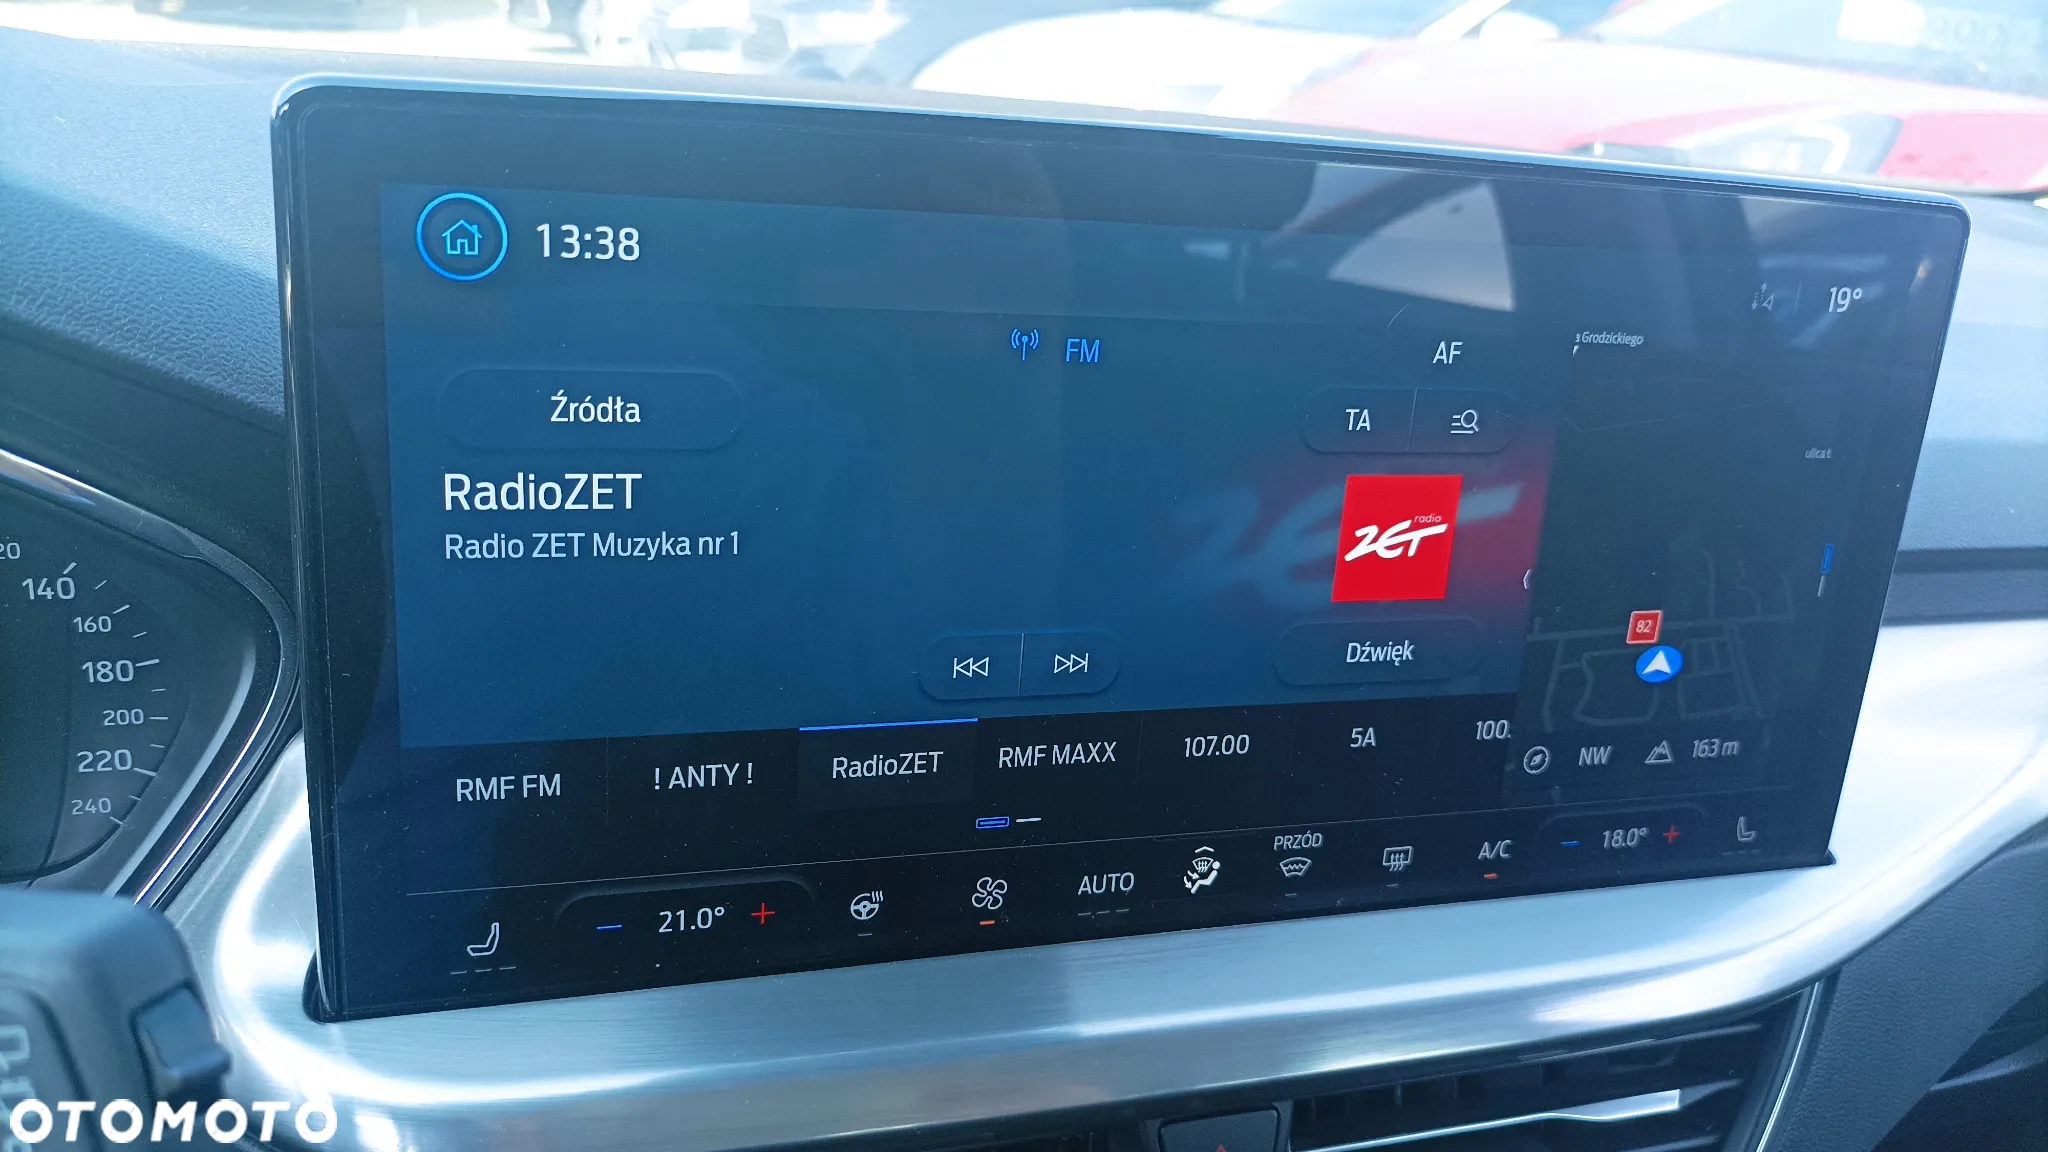 13:38
19°
FM
AF
Grodzickiego
Źródła
TA
RadioZET
Radio ZET Muzyka nr 1
radio
ZET
Dźwięk
82
NW
163 m
RMF FM
! ANTY !
RadioZET
RMF MAXX
107.00
5A
100.
21.0°
AUTO
PRZÓD
A/C
18.0°
140
160
180
200
220
240
OTOMOTO